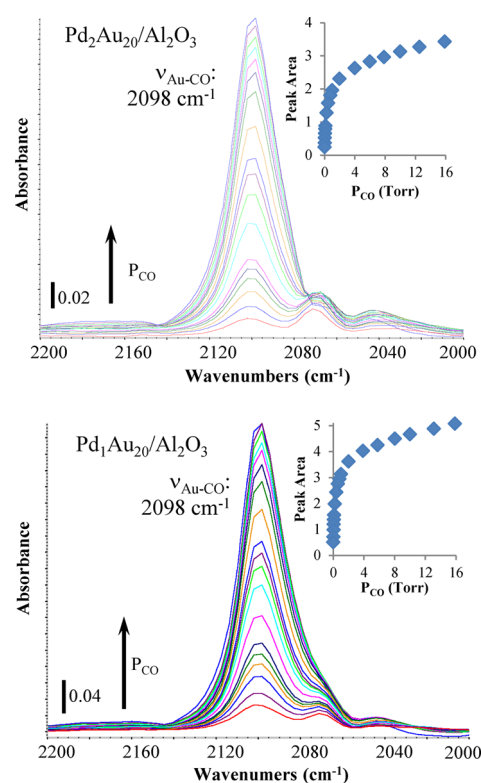 Pd₂Au₂₀/Al₂O₃
νAu-CO:
2098 cm⁻¹
Absorbance
0.02
PCO
2200 2160 2120 2080 2040 2000
Wavenumbers (cm⁻¹)
Peak Area
4
3
2
1
0
0 4 8 12 16
PCO (Torr)
Pd₁Au₂₀/Al₂O₃
νAu-CO:
2098 cm⁻¹
Absorbance
0.04
PCO
2200 2160 2120 2080 2040 2000
Wavenumers (cm⁻¹)
Peak Area
5
4
3
2
1
0
0 4 8 12 16
PCO (Torr)